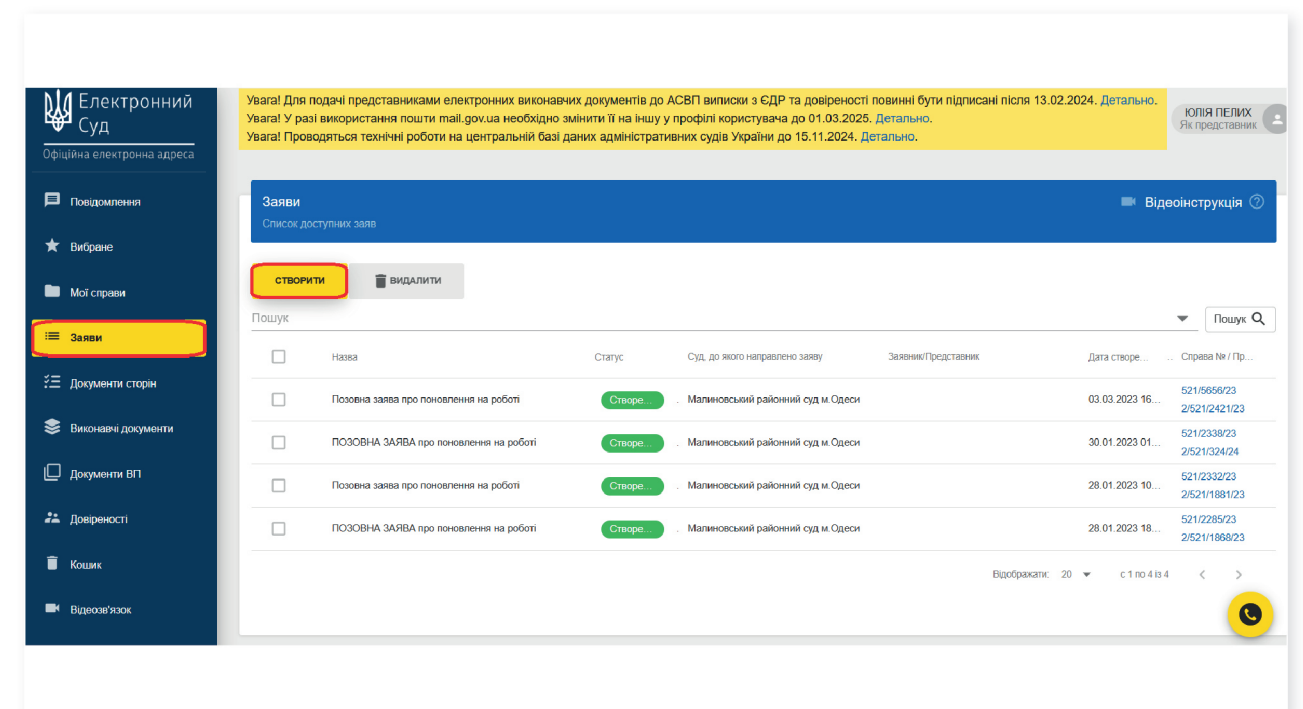 Електронний
Суд
Офіційна електронна адреса
Увага! Для подачі представниками електронних виконавчих документів до АСВП виписки з ЄДР та довіреності повинні бути підписані після 13.02.2024. Детально.
Увага! У разі використання пошти mail.gov.ua необхідно змінити її на іншу у профілі користувача до 01.03.2025. Детально.
Увага! Проводяться технічні роботи на центральній базі даних адміністративних судів України до 15.11.2024. Детально.
ЮЛІЯ ПЕЛИХ
Як представник
Повідомлення
Вибране
Мої справи
Заяви
Документи сторін
Виконавчі документи
Документи ВП
Довіреності
Кошик
Відеозв'язок
Заяви
Список доступних заяв
Відеоінструкція
СТВОРИТИ ВИДАЛИТИ
Пошук Пошук
Назва Статус Суд, до якого направлено заяву Заявник/Представник Дата створе... .. Справа № / Пр...
Позовна заява про поновлення на роботі Створе... . Малиновський районний суд м.Одеси 03.03.2023 16... 521/5656/23
2/521/2421/23
ПОЗОВНА ЗАЯВА про поновлення на роботі Створе... . Малиновський районний суд м.Одеси 30.01.2023 01... 521/2338/23
2/521/324/24
Позовна заява про поновлення на роботі Створе... . Малиновський районний суд м.Одеси 28.01.2023 10... 521/2332/23
2/521/1881/23
ПОЗОВНА ЗАЯВА про поновлення на роботі Створе... . Малиновський районний суд м.Одеси 28.01.2023 18... 521/2285/23
2/521/1868/23
Відображати: 20 с 1 по 4 із 4